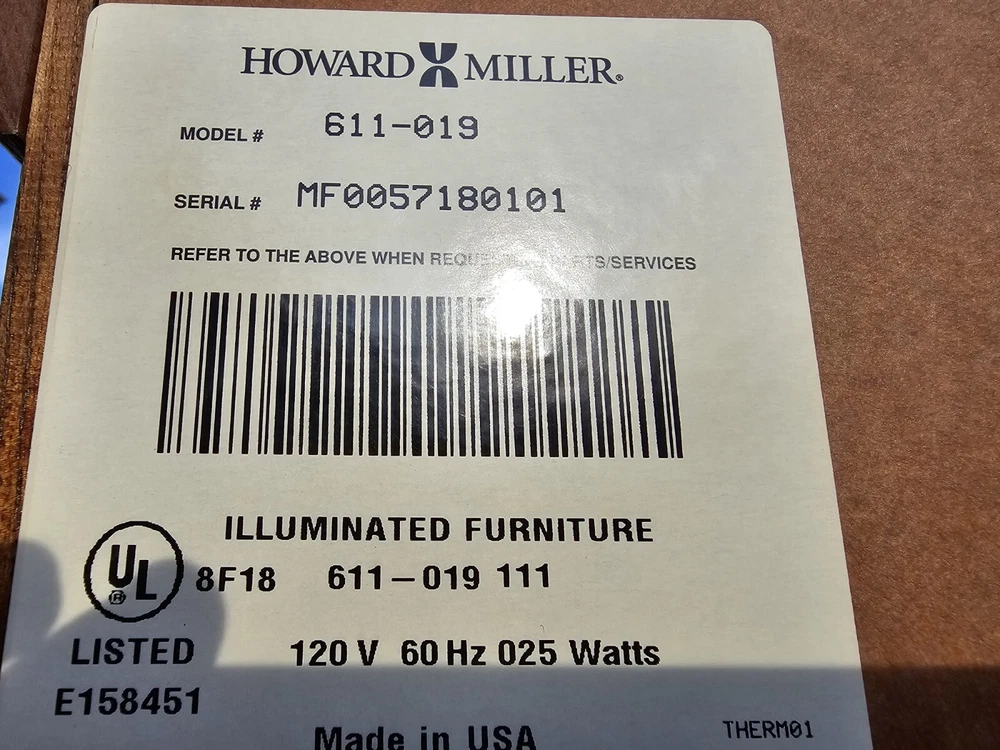 HOWARD MILLER®
MODEL # 611-019
SERIAL # MF0057180101
REFER TO THE ABOVE WHEN PARTS/SERVICES
ILLUMINATED FURNITURE
UL® 8F18 611-019 111
LISTED 120 V 60 Hz 025 Watts
E158451
Made in USA
THERM01